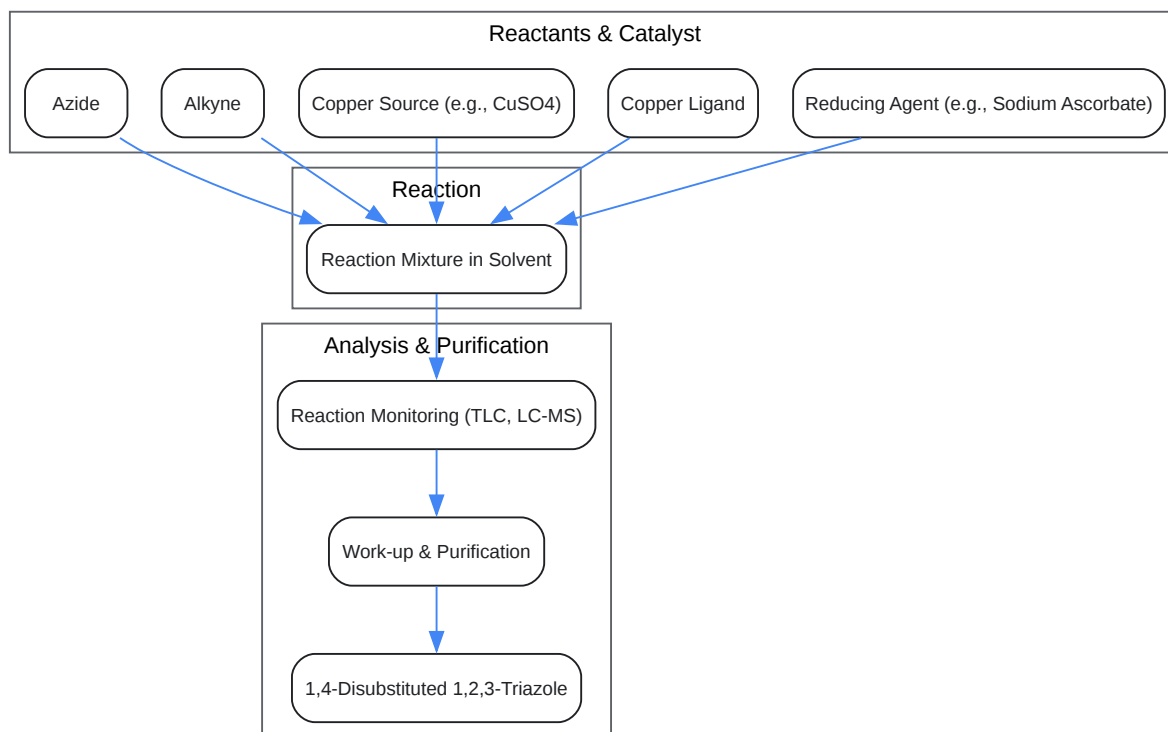 Reactants & Catalyst
Azide
Alkyne
Copper Source (e.g., CuSO4)
Copper Ligand
Reducing Agent (e.g., Sodium Ascorbate)
Reaction
Reaction Mixture in Solvent
Analysis & Purification
Reaction Monitoring (TLC, LC-MS)
Work-up & Purification
1,4-Disubstituted 1,2,3-Triazole